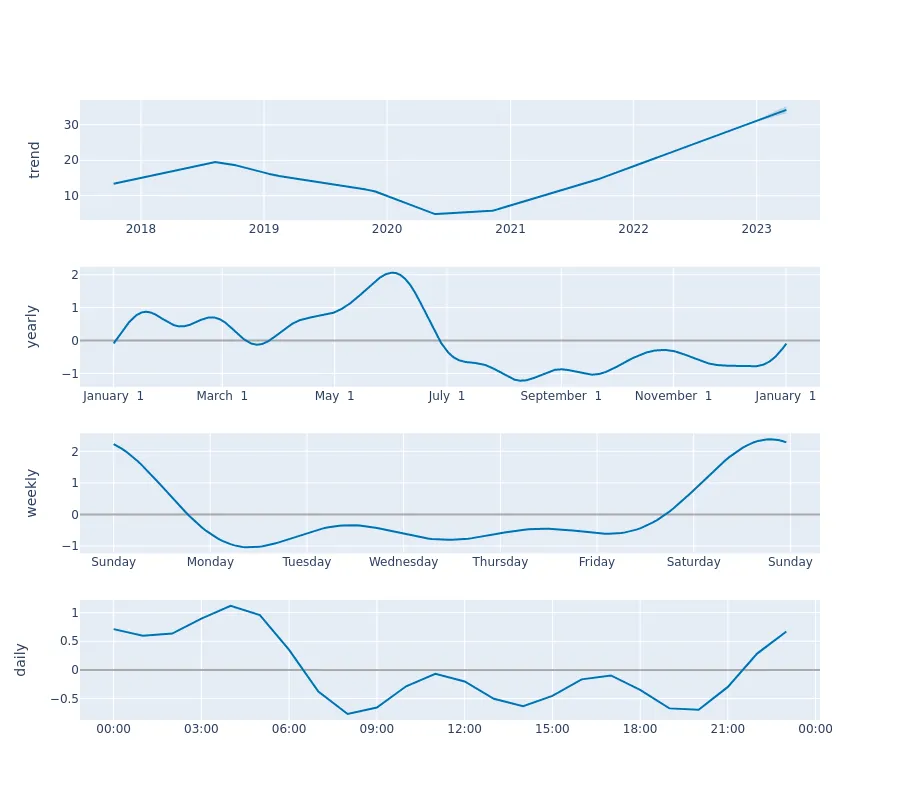 trend
30
20
10
2018 2019 2020 2021 2022 2023
yearly
2
1
0
−1
January 1 March 1 May 1 July 1 September 1 November 1 January 1
weekly
2
1
0
−1
Sunday Monday Tuesday Wednesday Thursday Friday Saturday Sunday
daily
1
0.5
0
−0.5
00:00 03:00 06:00 09:00 12:00 15:00 18:00 21:00 00:00